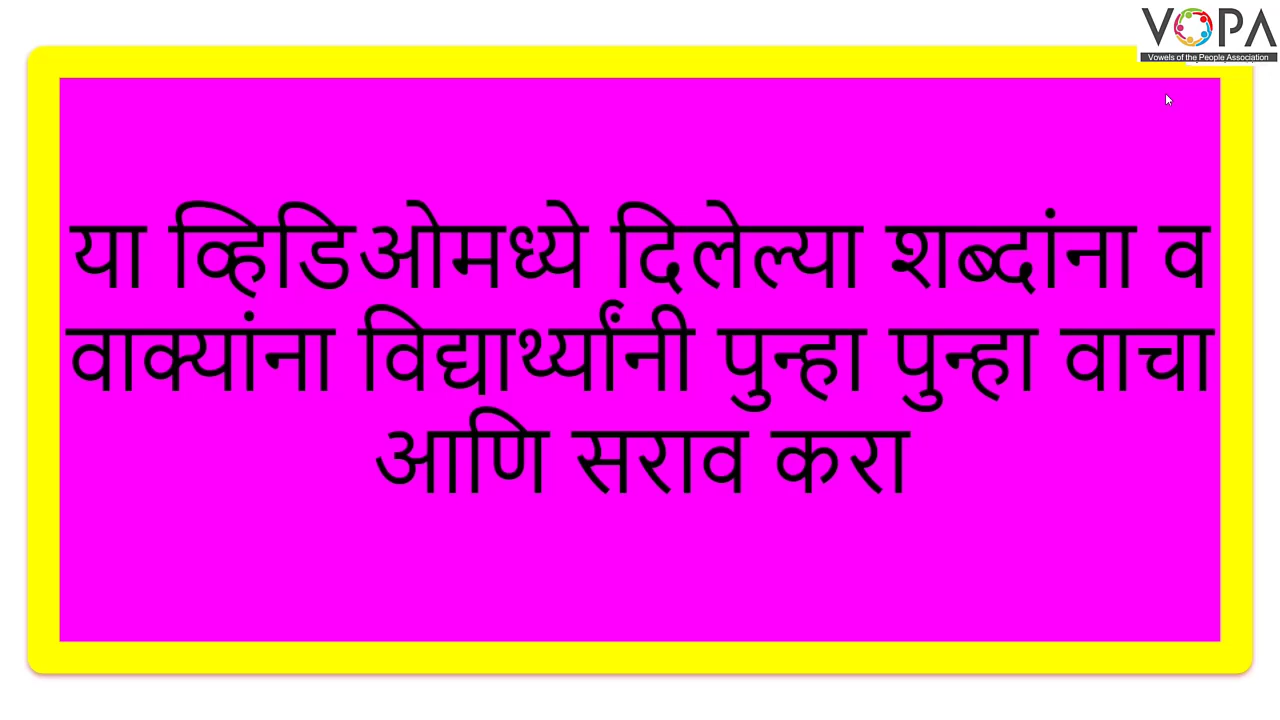 VOPA
Vowels of the People Association
या व्हिडिओमध्ये दिलेल्या शब्दांना व
वाक्यांना विद्यार्थ्यांनी पुन्हा पुन्हा वाचा
आणि सराव करा